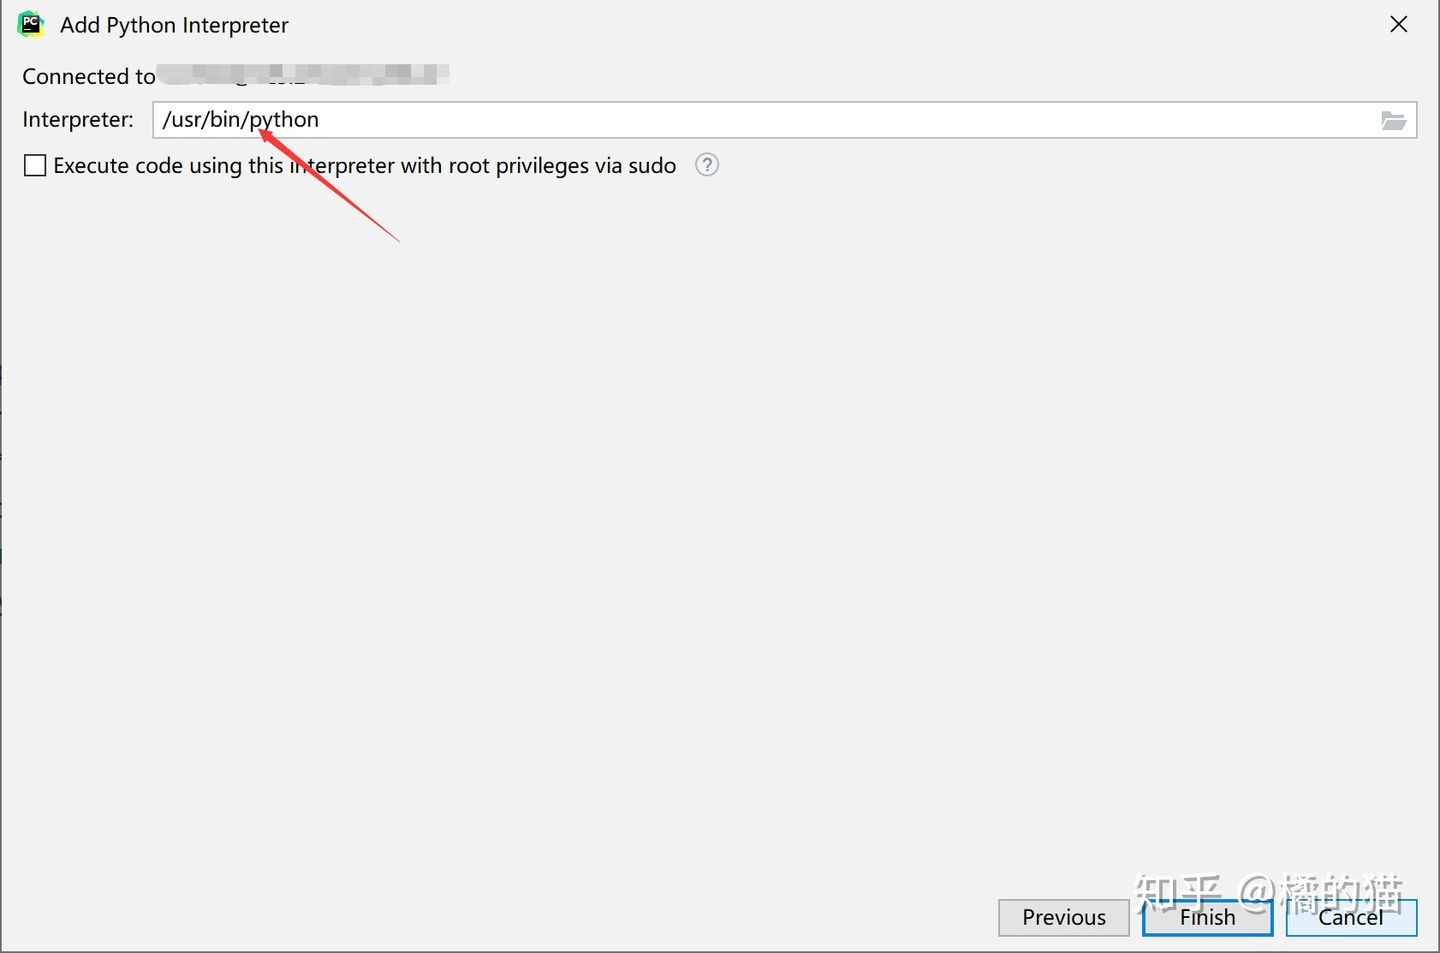 PC
Add Python Interpreter
Connected to
Interpreter: /usr/bin/python
Execute code using this interpreter with root privileges via sudo ?
知乎 @橘的猫
Previous Finish Cancel